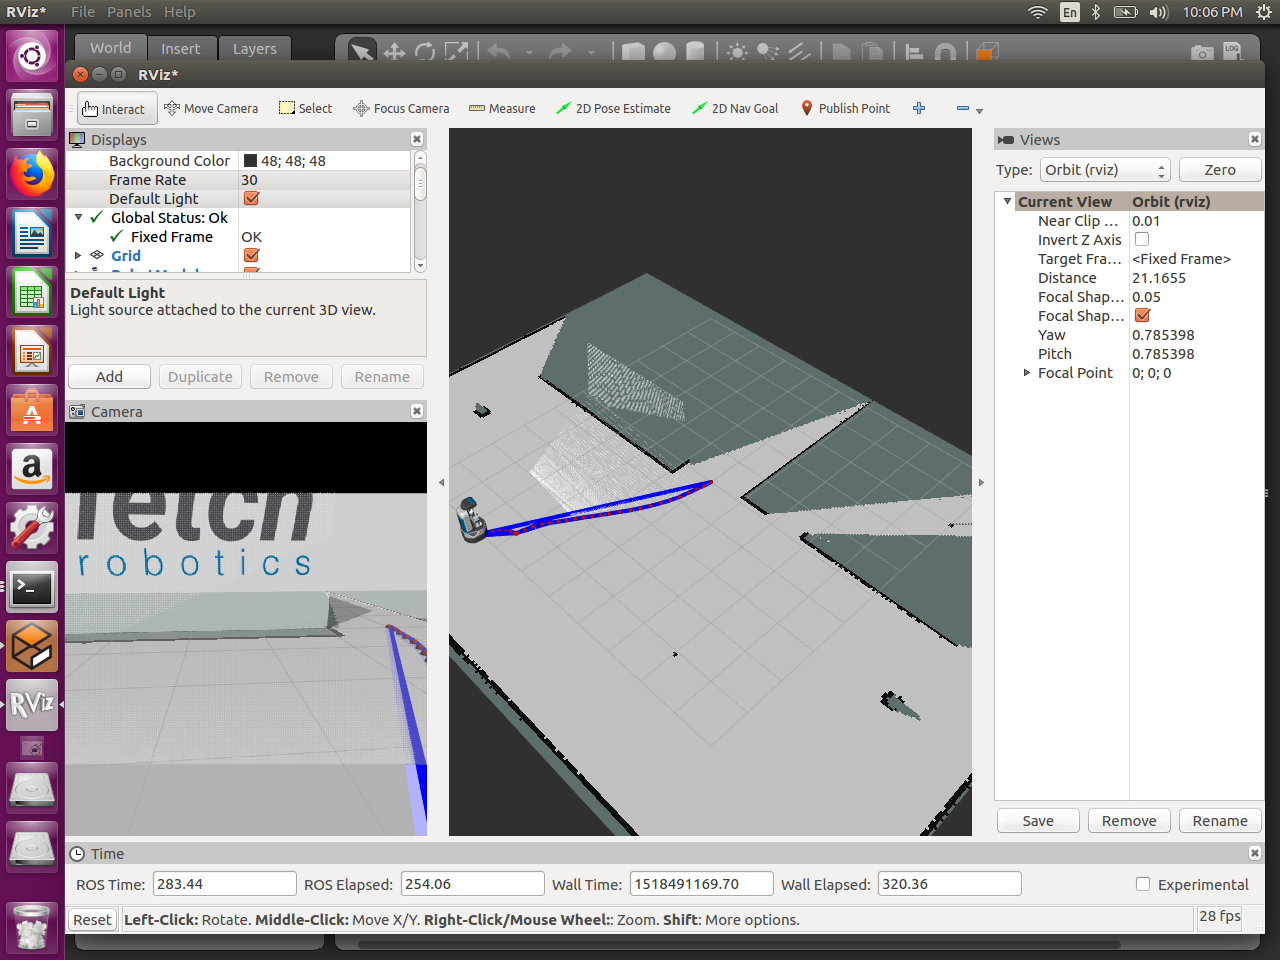 RViz*
File
Panels
Help
En
10:06 PM
World
Insert
Layers
LOG
RViz*
Interact
Move Camera
Select
Focus Camera
Measure
2D Pose Estimate
2D Nav Goal
Publish Point
Displays
Background Color 48; 48; 48
Frame Rate 30
Default Light
Global Status: Ok
Fixed Frame OK
Grid
Default Light
Light source attached to the current 3D view.
Add
Duplicate
Remove
Rename
Camera
fetch
robotics
Views
Type: Orbit (rviz)
Zero
Current View Orbit (rviz)
Near Clip ... 0.01
Invert Z Axis
Target Fra... <Fixed Frame>
Distance 21.1655
Focal Shap... 0.05
Focal Shap...
Yaw 0.785398
Pitch 0.785398
Focal Point 0; 0; 0
Save
Remove
Rename
RViz
a
Time
ROS Time: 283.44 ROS Elapsed: 254.06 Wall Time: 1518491169.70 Wall Elapsed: 320.36 Experimental
Reset
Left-Click: Rotate. Middle-Click: Move X/Y. Right-Click/Mouse Wheel:: Zoom. Shift: More options.
28 fps